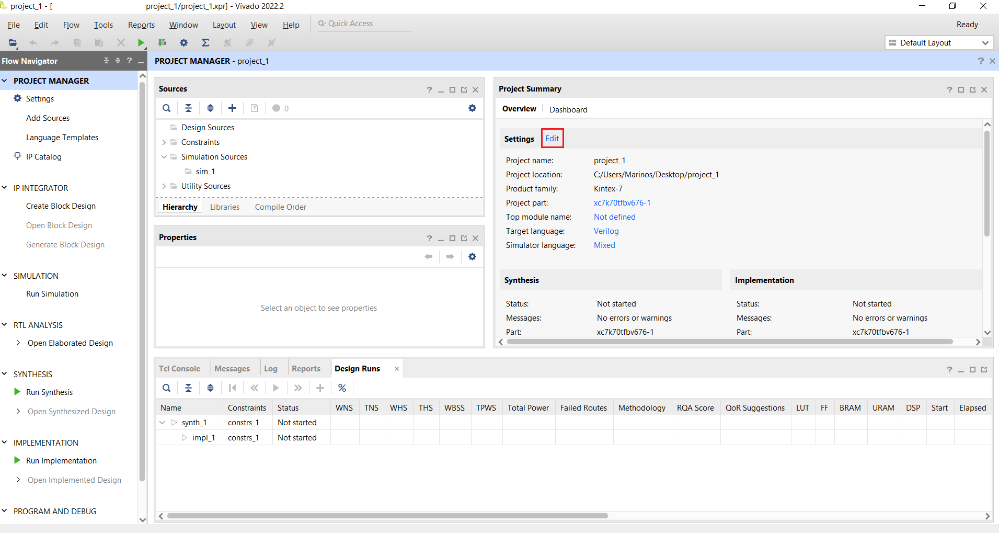 project_1 - [ project_1/project_1.xpr] - Vivado 2022.2
File Edit Flow Tools Reports Window Layout View Help Quick Access Ready
Default Layout
Flow Navigator ?
PROJECT MANAGER
Settings
Add Sources
Language Templates
IP Catalog
IP INTEGRATOR
Create Block Design
Open Block Design
Generate Block Design
SIMULATION
Run Simulation
RTL ANALYSIS
Open Elaborated Design
SYNTHESIS
Run Synthesis
Open Synthesized Design
IMPLEMENTATION
Run Implementation
Open Implemented Design
PROGRAM AND DEBUG
PROJECT MANAGER - project_1 ?
Sources ?
0
Design Sources
Constraints
Simulation Sources
sim_1
Utility Sources
Hierarchy Libraries Compile Order
Properties ?
Select an object to see properties
Project Summary ?
Overview | Dashboard
Settings Edit
Project name: project_1
Project location: C:/Users/Marinos/Desktop/project_1
Product family: Kintex-7
Project part: xc7k70tfbv676-1
Top module name: Not defined
Target language: Verilog
Simulator language: Mixed
Synthesis
Status: Not started
Messages: No errors or warnings
Part: xc7k70tfbv676-1
Implementation
Status: Not started
Messages: No errors or warnings
Part: xc7k70tfbv676-1
Tcl Console Messages Log Reports Design Runs ?
%
Name Constraints Status WNS TNS WHS THS WBSS TPWS Total Power Failed Routes Methodology RQA Score QoR Suggestions LUT FF BRAM URAM DSP Start Elapsed
synth_1 constrs_1 Not started
impl_1 constrs_1 Not started